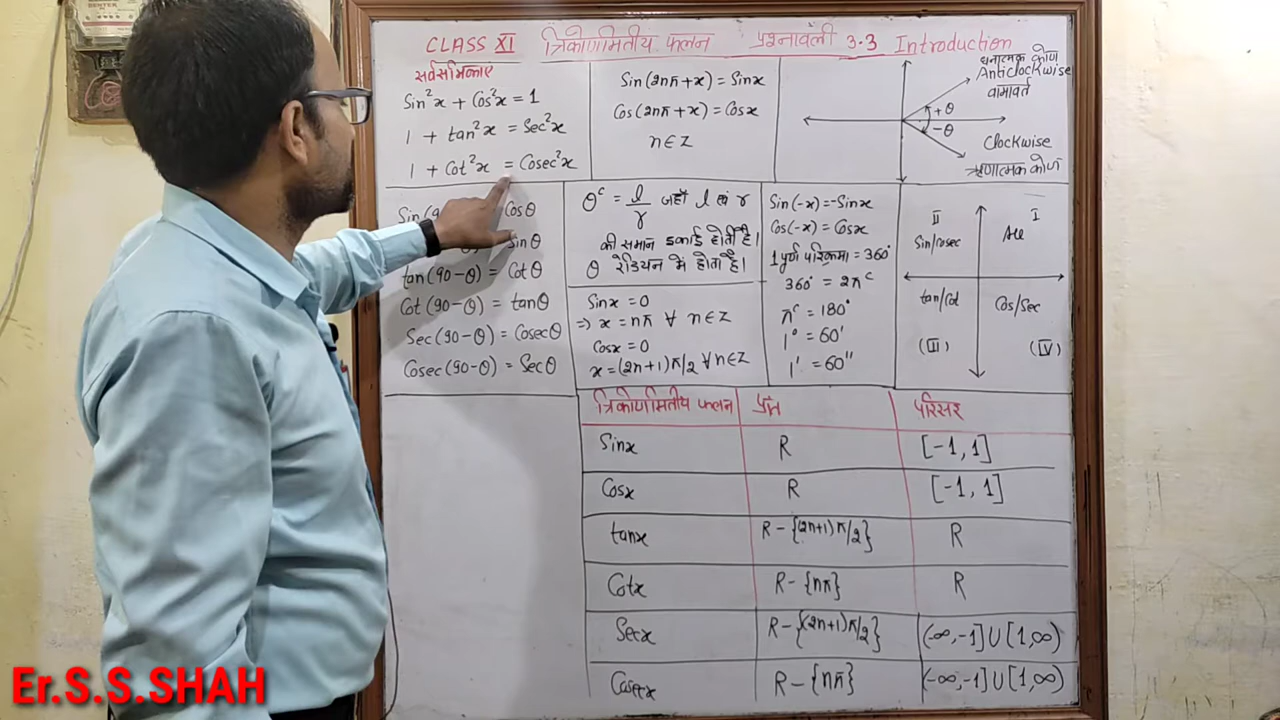 CLASS XI त्रिकोणमितीय फलन प्रश्नावली 3.3 Introduction
सर्वसमिकाएं
Sin²x + Cos²x = 1
1 + tan²x = Sec²x
1 + Cot²x = Cosec²x
Sin(2nπ+x) = Sinx
Cos(2nπ+x) = Cosx
n∈z
धनात्मक कोण
Anticlockwise
वामावर्त
+θ
-θ
Clockwise
ऋणात्मक कोण
Cosθ
Sinθ
tan(90-θ) = Cotθ
Cot(90-θ) = tanθ
Sec(90-θ) = Cosecθ
Cosec(90-θ) = Secθ
θᶜ = l/r जहाँ l एवं r
की समान इकाई होती है।
θ रेडियन में होता है।
Sinx = 0
⇒ x = nπ ∀ n∈Z
Cosx = 0
x = (2n+1)π/2 ∀ n∈Z
Sin(-x) = -Sinx
Cos(-x) = Cosx
1 पूर्ण परिक्रमा = 360°
360° = 2πᶜ
πᶜ = 180°
1° = 60'
1' = 60"
II I
Sin/Cosec All
tan/Cot Cos/Sec
(III) (IV)
त्रिकोणमितीय फलन प्रांत परिसर
Sinx R [-1, 1]
Cosx R [-1, 1]
tanx R - {(2n+1)π/2} R
Cotx R - {nπ} R
Secx R - {(2n+1)π/2} (-∞,-1]∪[1,∞)
Cosecx R - {nπ} (-∞,-1]∪[1,∞)
Er.S.S.SHAH